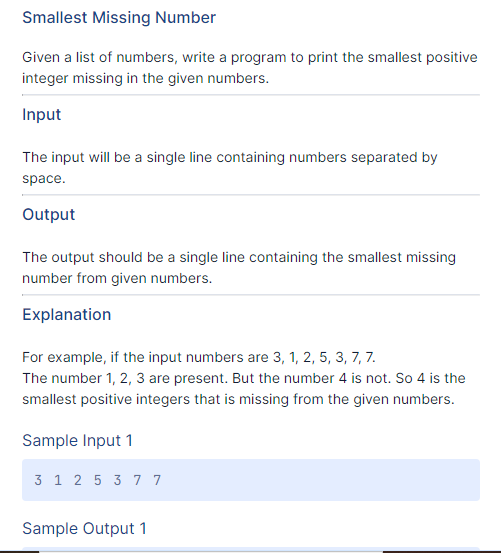 Smallest Missing Number
Given a list of numbers, write a program to print the smallest positive
integer missing in the given numbers.
Input
The input will be a single line containing numbers separated by
space.
Output
The output should be a single line containing the smallest missing
number from given numbers.
Explanation
For example, if the input numbers are 3, 1, 2, 5, 3, 7, 7.
The number 1, 2, 3 are present. But the number 4 is not. So 4 is the
smallest positive integers that is missing from the given numbers.
Sample Input 1
3 1 2 5 3 7 7
Sample Output 1